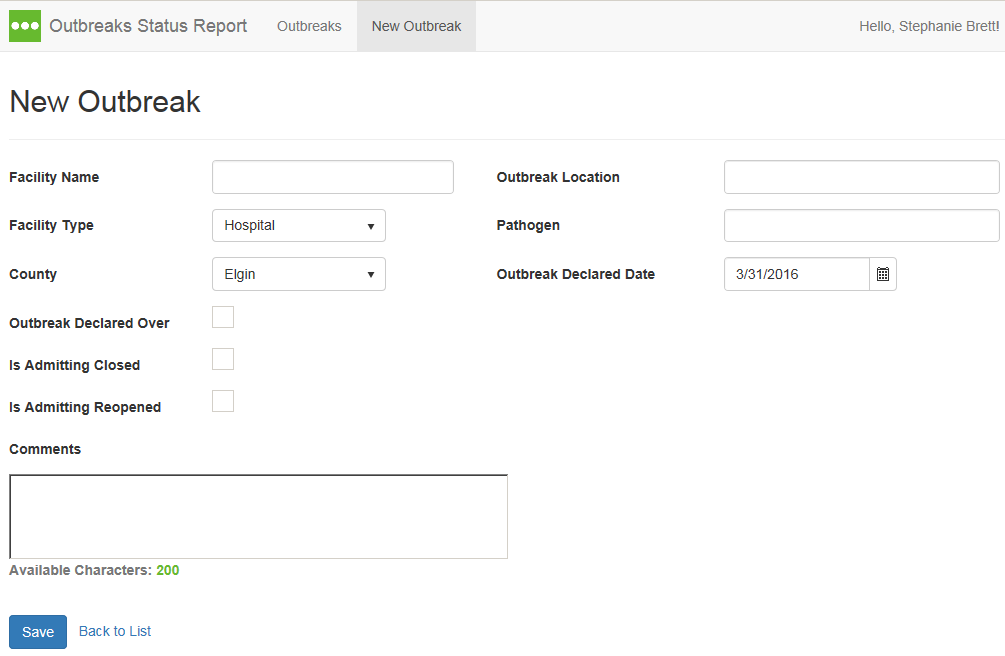 Outbreaks Status Report Outbreaks New Outbreak Hello, Stephanie Brett!
New Outbreak
Facility Name Outbreak Location
Facility Type Hospital Pathogen
County Elgin Outbreak Declared Date 3/31/2016
Outbreak Declared Over
Is Admitting Closed
Is Admitting Reopened
Comments
Available Characters: 200
Save Back to List